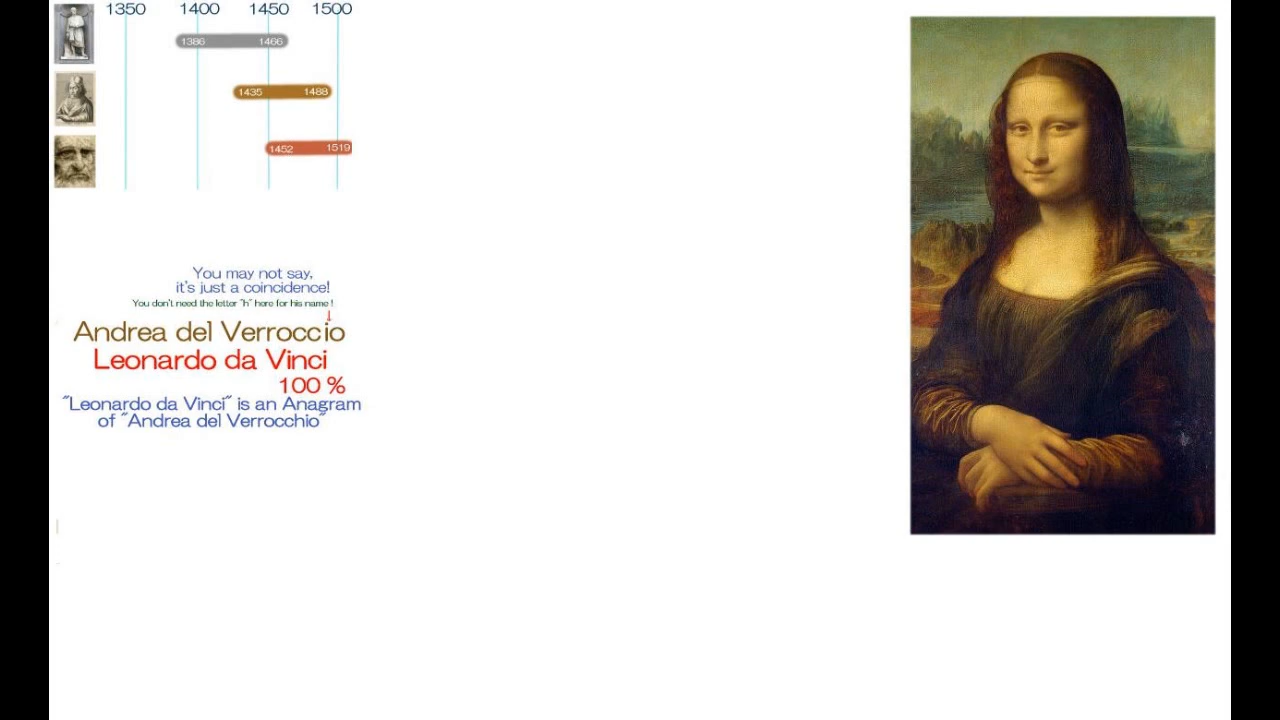 1350 1400 1450 1500
1386 1466
1435 1488
1452 1519
You may not say,
it's just a coincidence!
You don't need the letter "h" here for his name !
Andrea del Verroccio
Leonardo da Vinci
100 %
"Leonardo da Vinci" is an Anagram
of "Andrea del Verrocchio"